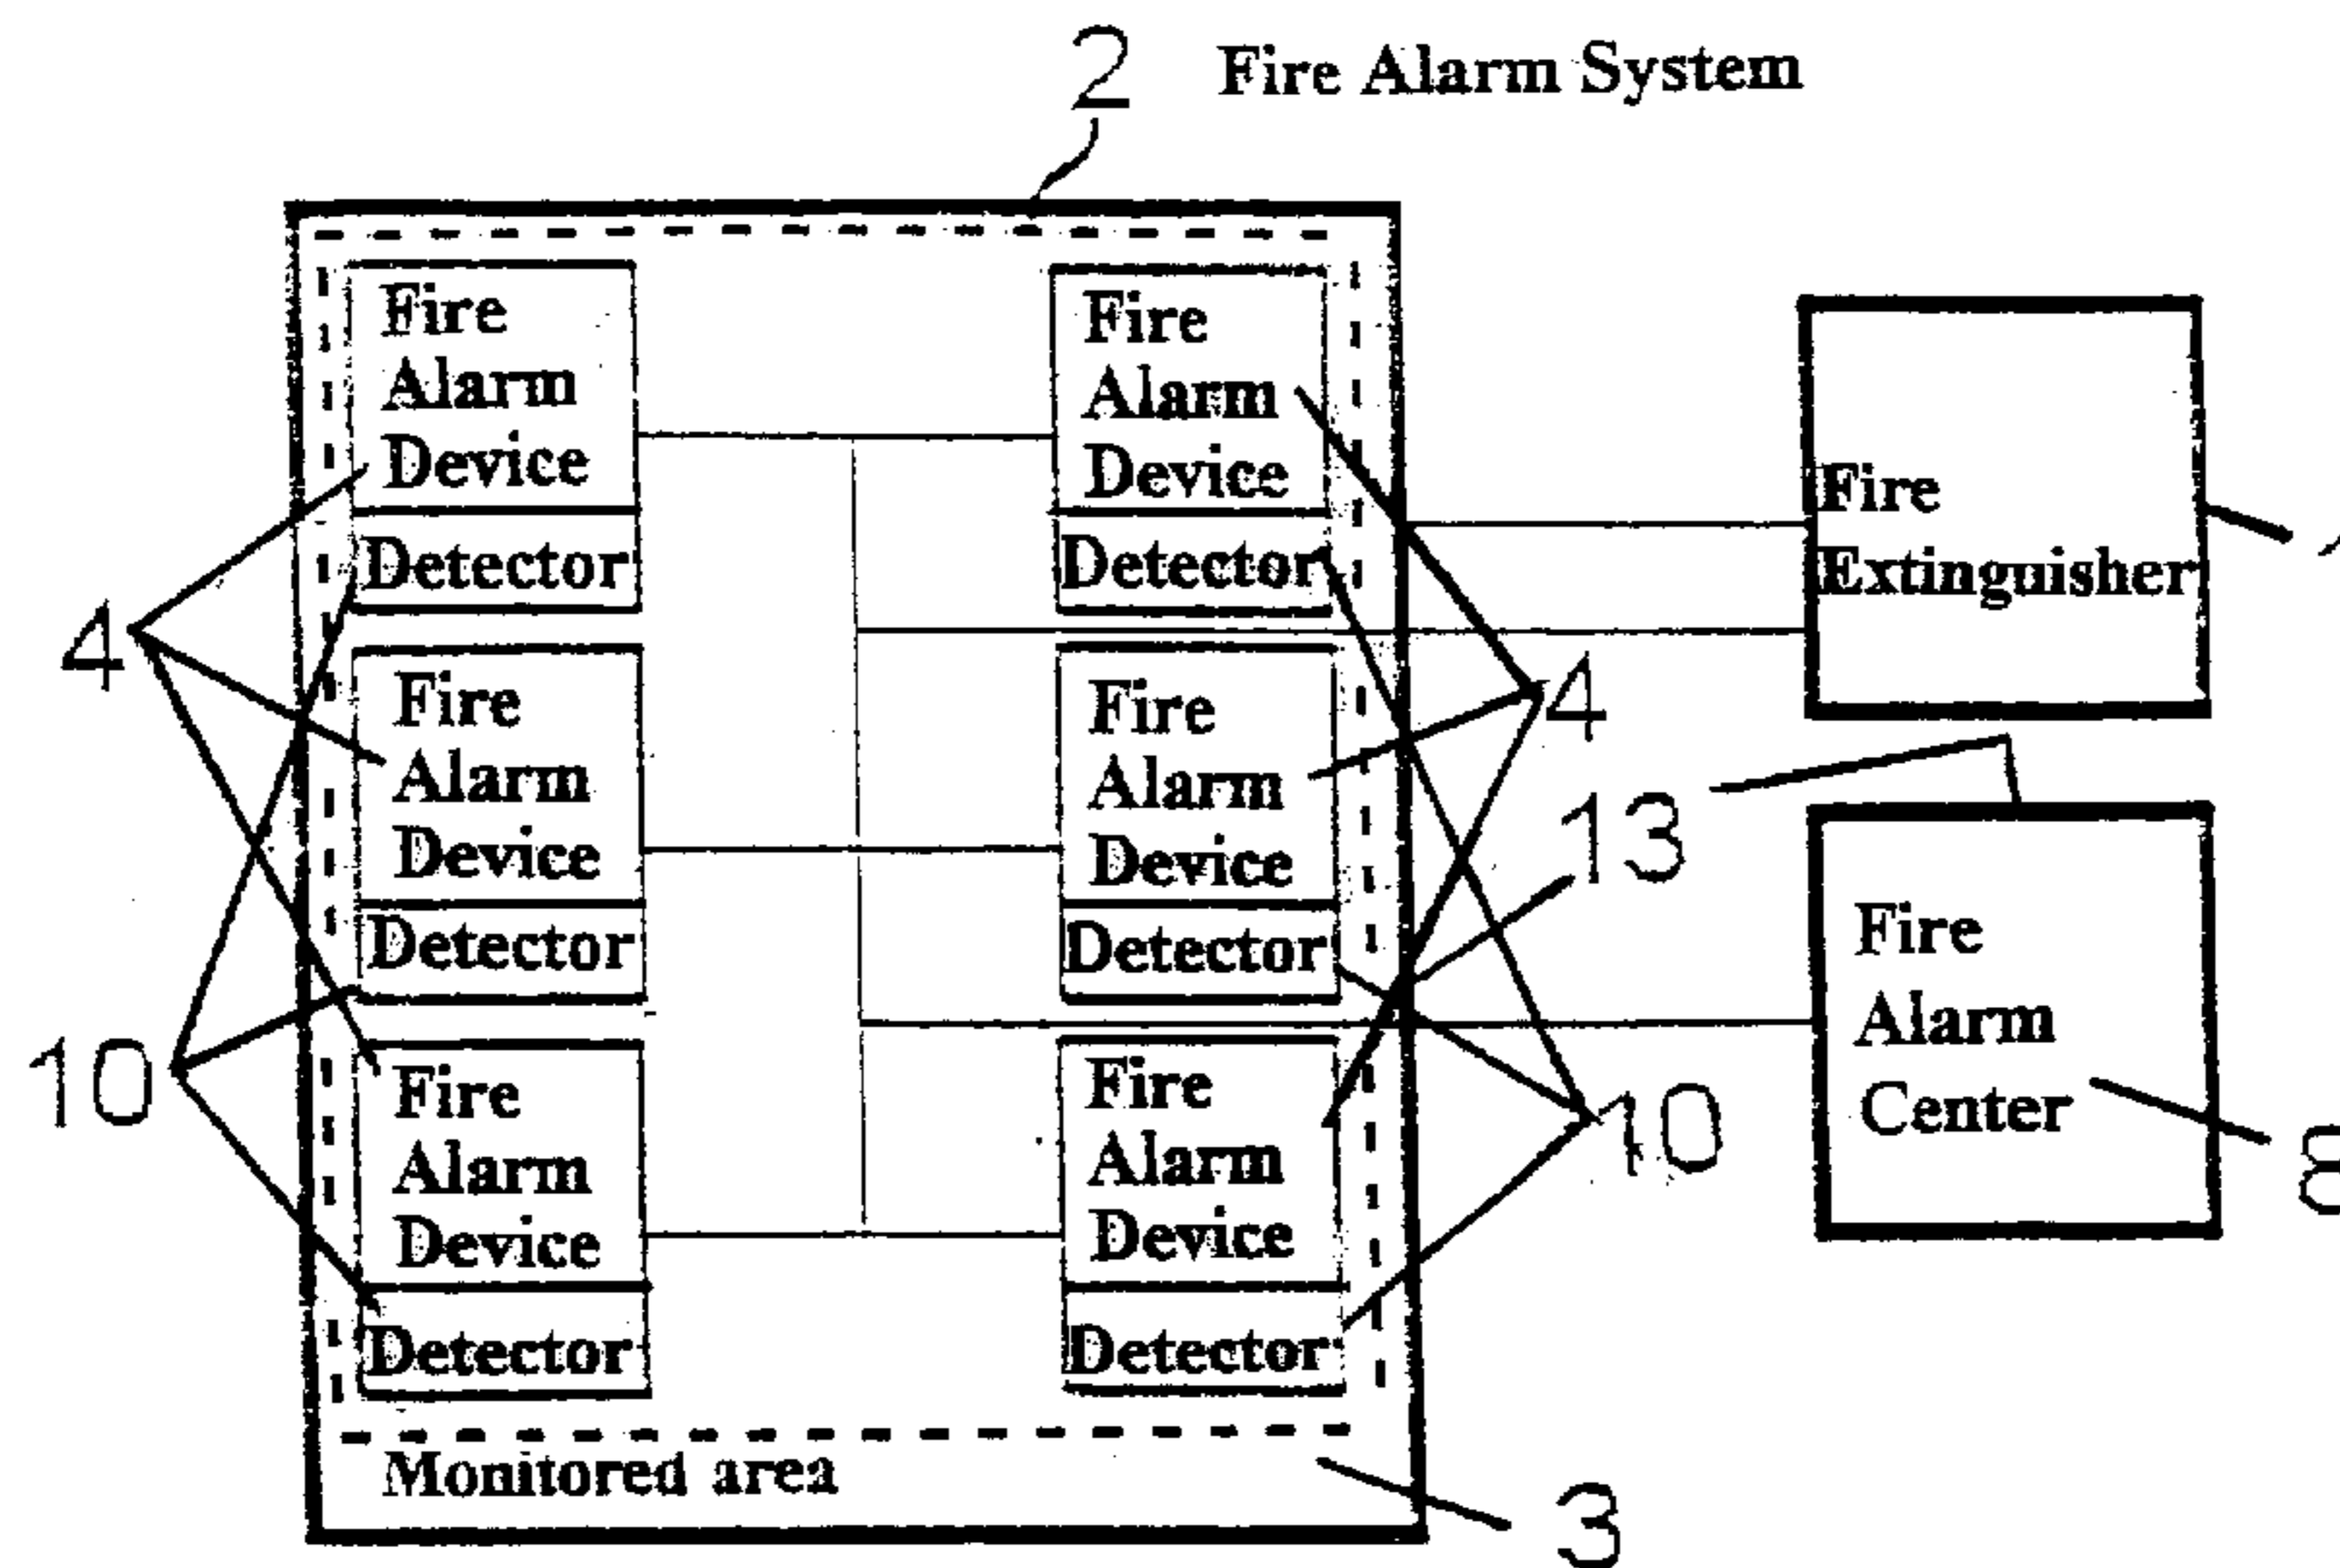 2 Fire Alarm System
Fire
Alarm
Device
Detector
Fire
Alarm
Device
Detector
Fire
Extinguisher
4
Fire
Alarm
Device
Detector
Fire
Alarm
Device
Detector
4
13
10
Fire
Alarm
Device
Detector
Fire
Alarm
Device
Detector
10
Fire
Alarm
Center
8
Monitored area
3